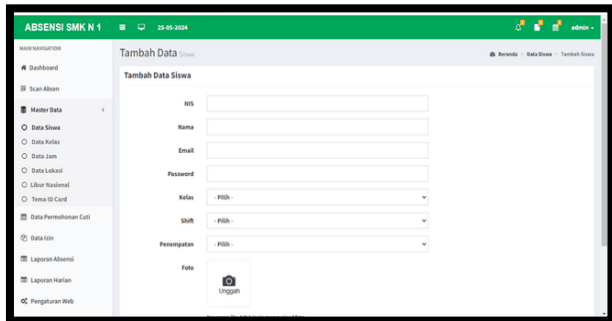 ABSENSI SMK N 1
25-05-2024
admin
MAIN NAVIGATION
Dashboard
Scan Absen
Master Data
Data Siswa
Data Kelas
Data Jam
Data Lokasi
Libur Nasional
Tema ID Card
Data Permohonan Cuti
Data Izin
Laporan Absensi
Laporan Harian
Pengaturan Web
Tambah Data Siswa
Beranda Data Siswa Tambah Siswa
Tambah Data Siswa
NIS
Nama
Email
Password
Kelas - Pilih -
Shift - Pilih -
Penempatan - Pilih -
Foto
Unggah